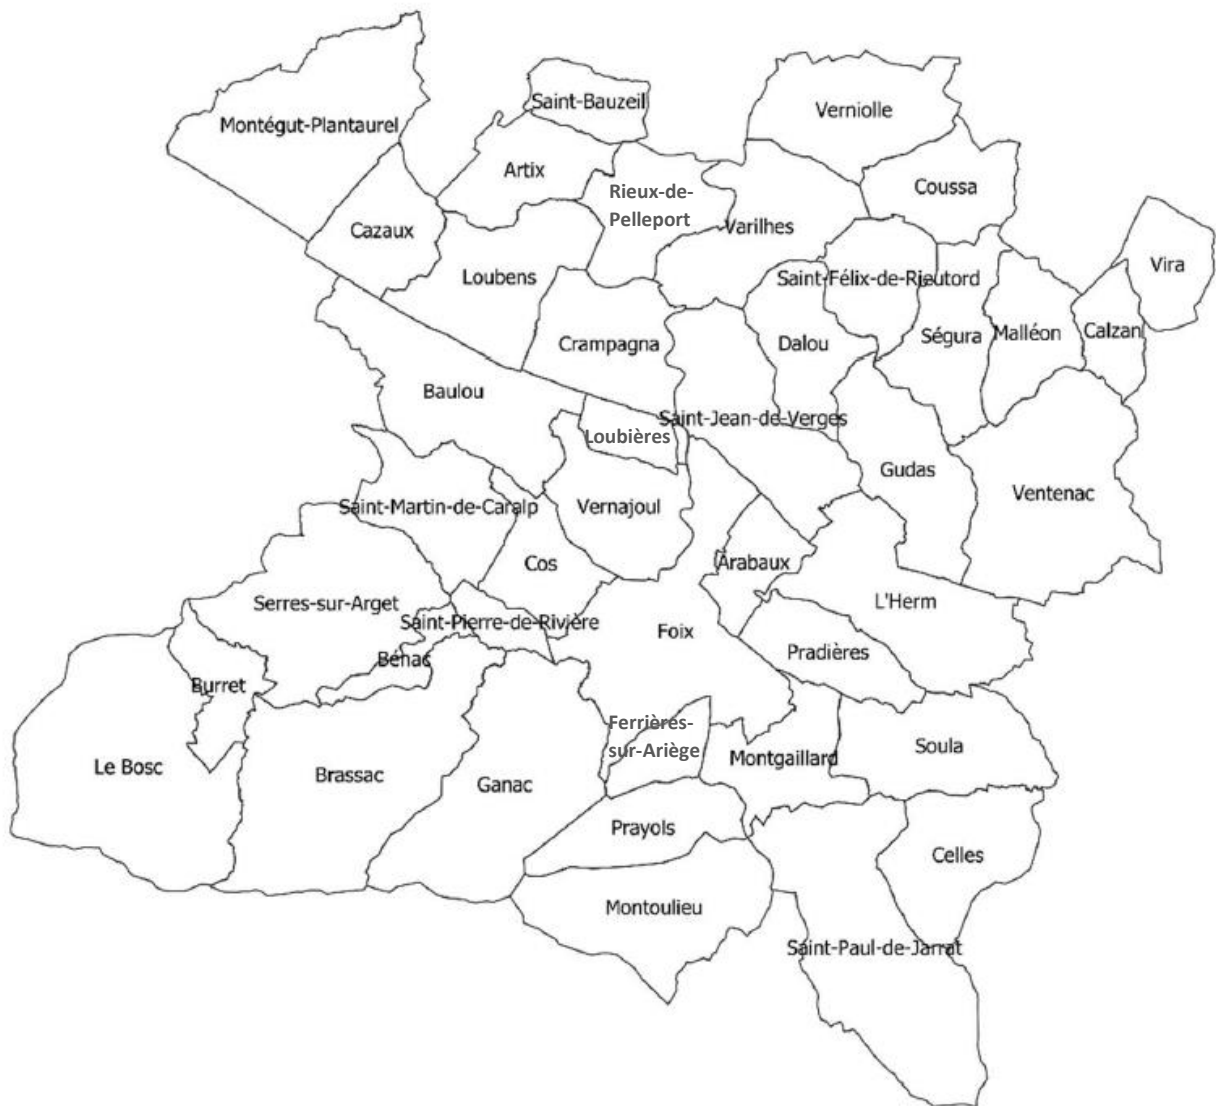 Saint-Bauzeil
Verniolle
Montégut-Plantaurel
Artix
Rieux-de-
Pelleport
Coussa
Cazaux
Varilhes
Vira
Loubens
Saint-Félix-de-Rieutord
Crampagna
Dalou
Ségura
Malléon
Calzan
Baulou
Saint-Jean-de-Verges
Loubières
Gudas
Ventenac
Saint-Martin-de-Caralp
Vernajoul
Cos
Arabaux
Serres-sur-Arget
L'Herm
Saint-Pierre-de-Rivière
Foix
Bénac
Pradières
Burret
Ferrières-
sur-Ariège
Le Bosc
Brassac
Ganac
Montgaillard
Soula
Prayols
Celles
Montoulieu
Saint-Paul-de-Jarrat